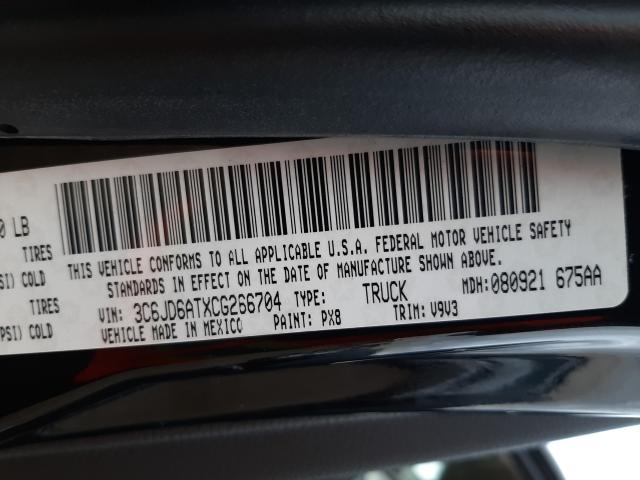 0 LB
TIRES
SI) COLD
TIRES
PSI) COLD
THIS VEHICLE CONFORMS TO ALL APPLICABLE U.S.A. FEDERAL MOTOR VEHICLE SAFETY
STANDARDS IN EFFECT ON THE DATE OF MANUFACTURE SHOWN ABOVE.
VIN: 3C6JD6ATXCG266704 TYPE: TRUCK MDH:080921 675AA
VEHICLE MADE IN MEXICO PAINT: PX8 TRIM: V9V3